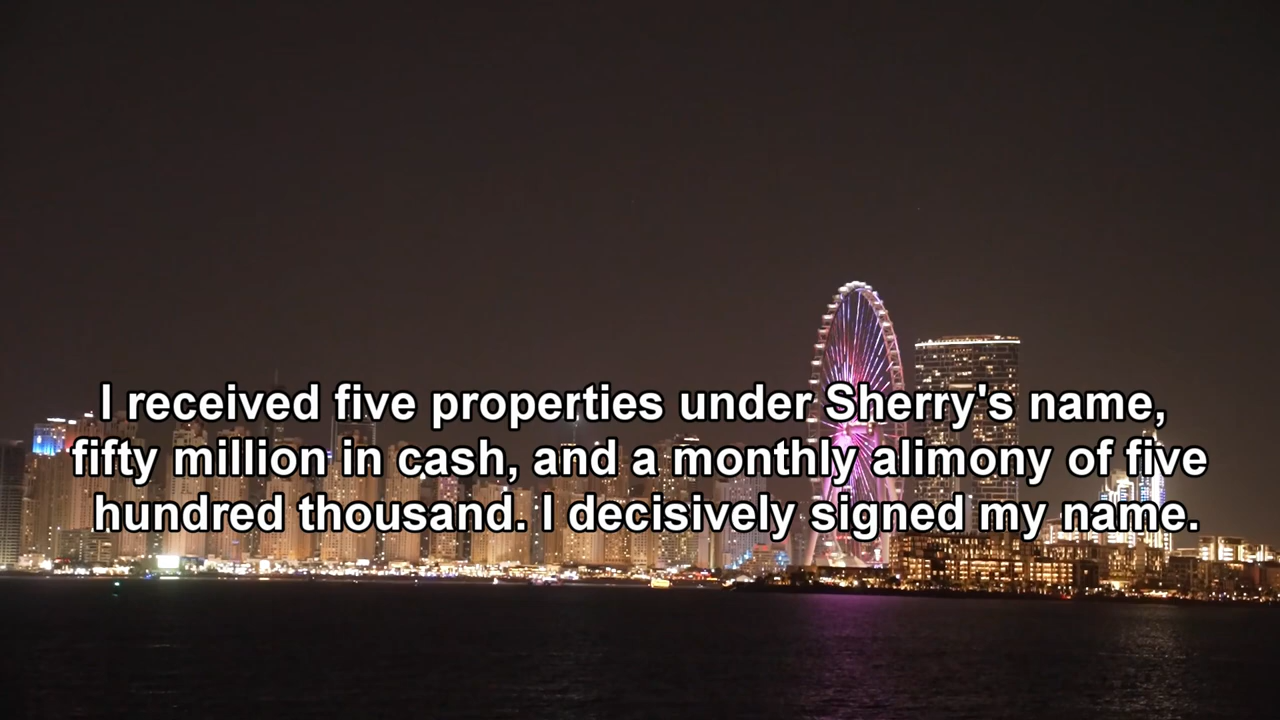 I received five properties under Sherry's name,
fifty million in cash, and a monthly alimony of five
hundred thousand. I decisively signed my name.